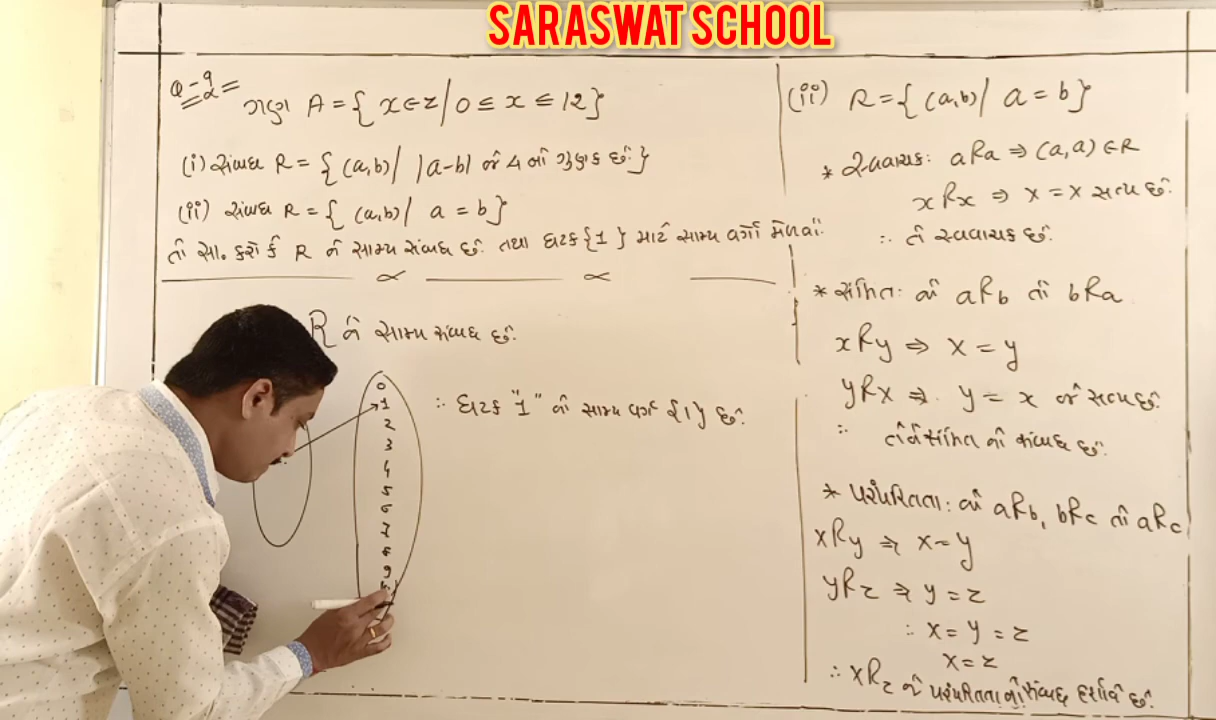 SARASWAT SCHOOL
Q-9=
ગણ A = { x∈z / 0 ≤ x ≤ 12}
(i) સંબંધ R = { (a,b) / |a-b| એ 4 નો ગુણક છે. }
(ii) સંબંધ R = { (a,b) / a = b}
તો સા. કરો કે R એ સામ્ય સંબંધ છે. તથા ઘટક {1} માટે સામ્ય વર્ગો મેળવો.
R એ સામ્ય સંબંધ છે.
0
1
2
3
4
5
6
7
8
9
∴ ઘટક "1" નો સામ્ય વર્ગ {1} છે.
(ii) R = { (a,b) / a = b}
* સ્વવાચક: aRa ⇒ (a,a) ∈R
xRx ⇒ x = x સત્ય છે.
∴ તે સ્વવાચક છે.
* સંમિત: જો aRb તો bRa
xRy ⇒ x = y
yRx ⇒ y = x એ સત્ય છે.
∴ તે સંમિત નો સંબંધ છે.
* પરંપરિતતા: જો aRb, bRc તો aRc
xRy ⇒ x=y
yRz ⇒ y = z
∴ x = y = z
x = z
∴ xRz એ પરંપરિતતા નો સંબંધ દર્શાવે છે.